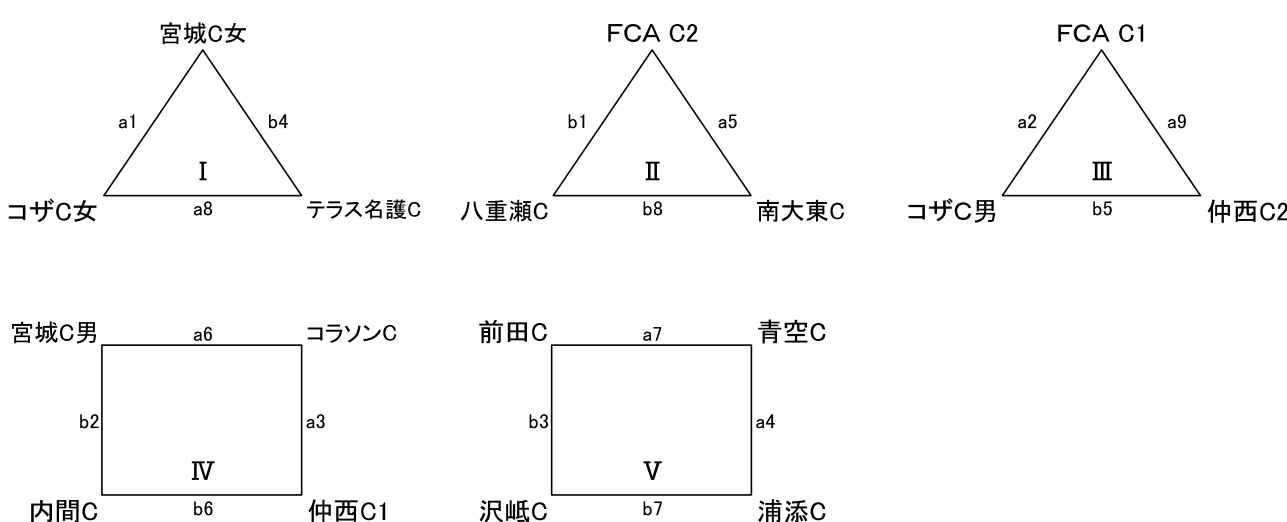 宮城C女
a1
b4
Ⅰ
コザC女
a8
テラス名護C
FCA C2
b1
a5
Ⅱ
八重瀬C
b8
南大東C
FCA C1
a2
a9
Ⅲ
コザC男
b5
仲西C2
宮城C男
a6
コラソンC
b2
a3
Ⅳ
内間C
b6
仲西C1
前田C
a7
青空C
b3
a4
Ⅴ
沢岻C
b7
浦添C